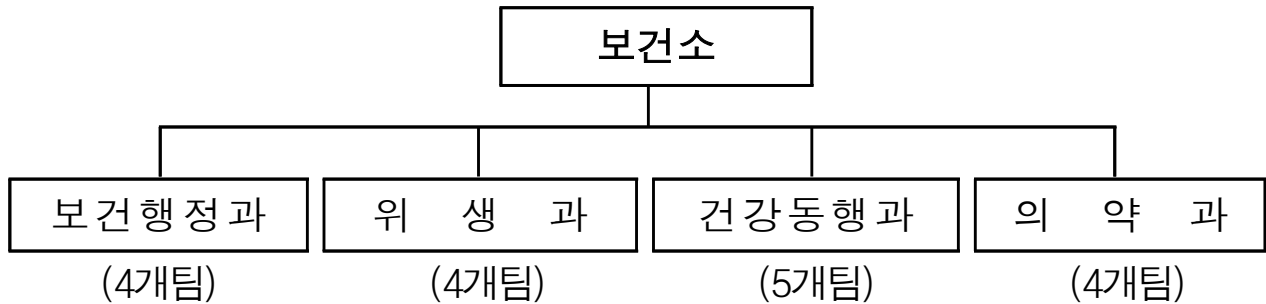 보건소
보건행정과 위 생 과 건강동행과 의 약 과
(4개팀) (4개팀) (5개팀) (4개팀)